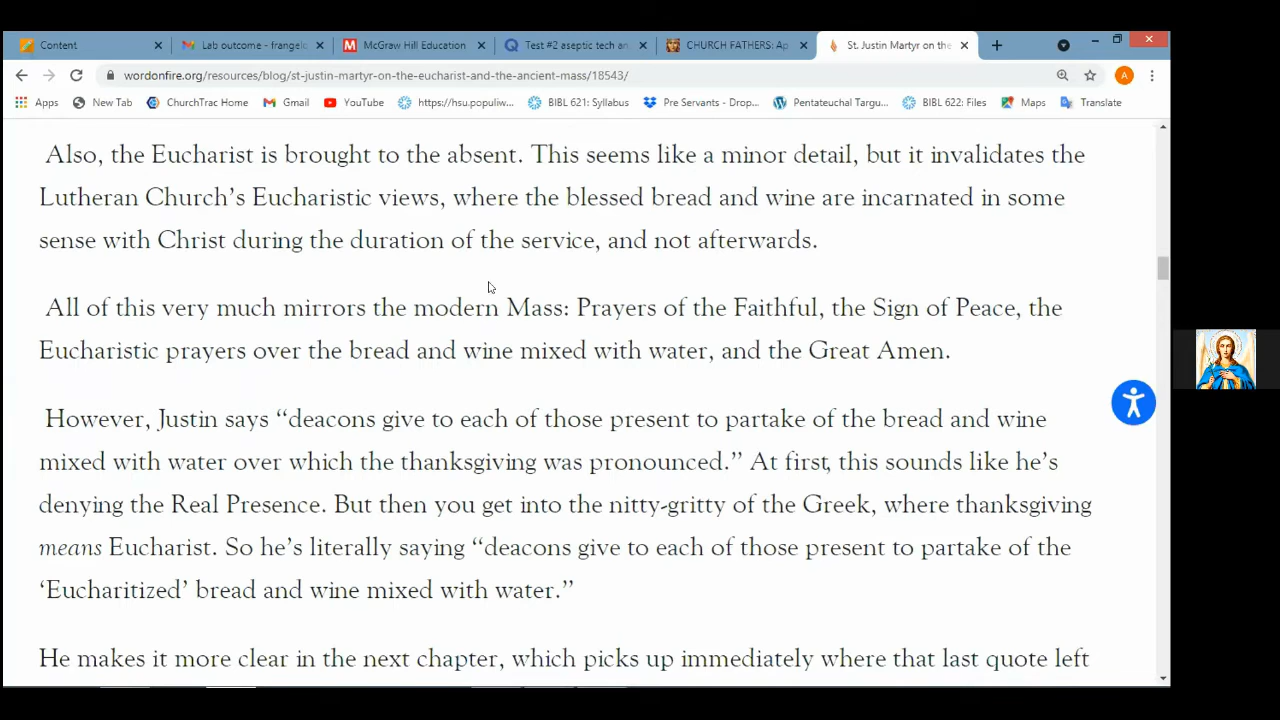 Content
Lab outcome - frangelo
McGraw Hill Education
Test #2 aseptic tech an
CHURCH FATHERS: Ap
St. Justin Martyr on the
wordonfire.org/resources/blog/st-justin-martyr-on-the-eucharist-and-the-ancient-mass/18543/
A
Apps
New Tab
ChurchTrac Home
Gmail
YouTube
https://hsu.populiw...
BIBL 621: Syllabus
Pre Servants - Drop...
Pentateuchal Targu...
BIBL 622: Files
Maps
Translate
Also, the Eucharist is brought to the absent. This seems like a minor detail, but it invalidates the
Lutheran Church's Eucharistic views, where the blessed bread and wine are incarnated in some
sense with Christ during the duration of the service, and not afterwards.
All of this very much mirrors the modern Mass: Prayers of the Faithful, the Sign of Peace, the
Eucharistic prayers over the bread and wine mixed with water, and the Great Amen.
However, Justin says “deacons give to each of those present to partake of the bread and wine
mixed with water over which the thanksgiving was pronounced.” At first, this sounds like he's
denying the Real Presence. But then you get into the nitty-gritty of the Greek, where thanksgiving
means Eucharist. So he's literally saying “deacons give to each of those present to partake of the
‘Eucharitized’ bread and wine mixed with water.”
He makes it more clear in the next chapter, which picks up immediately where that last quote left